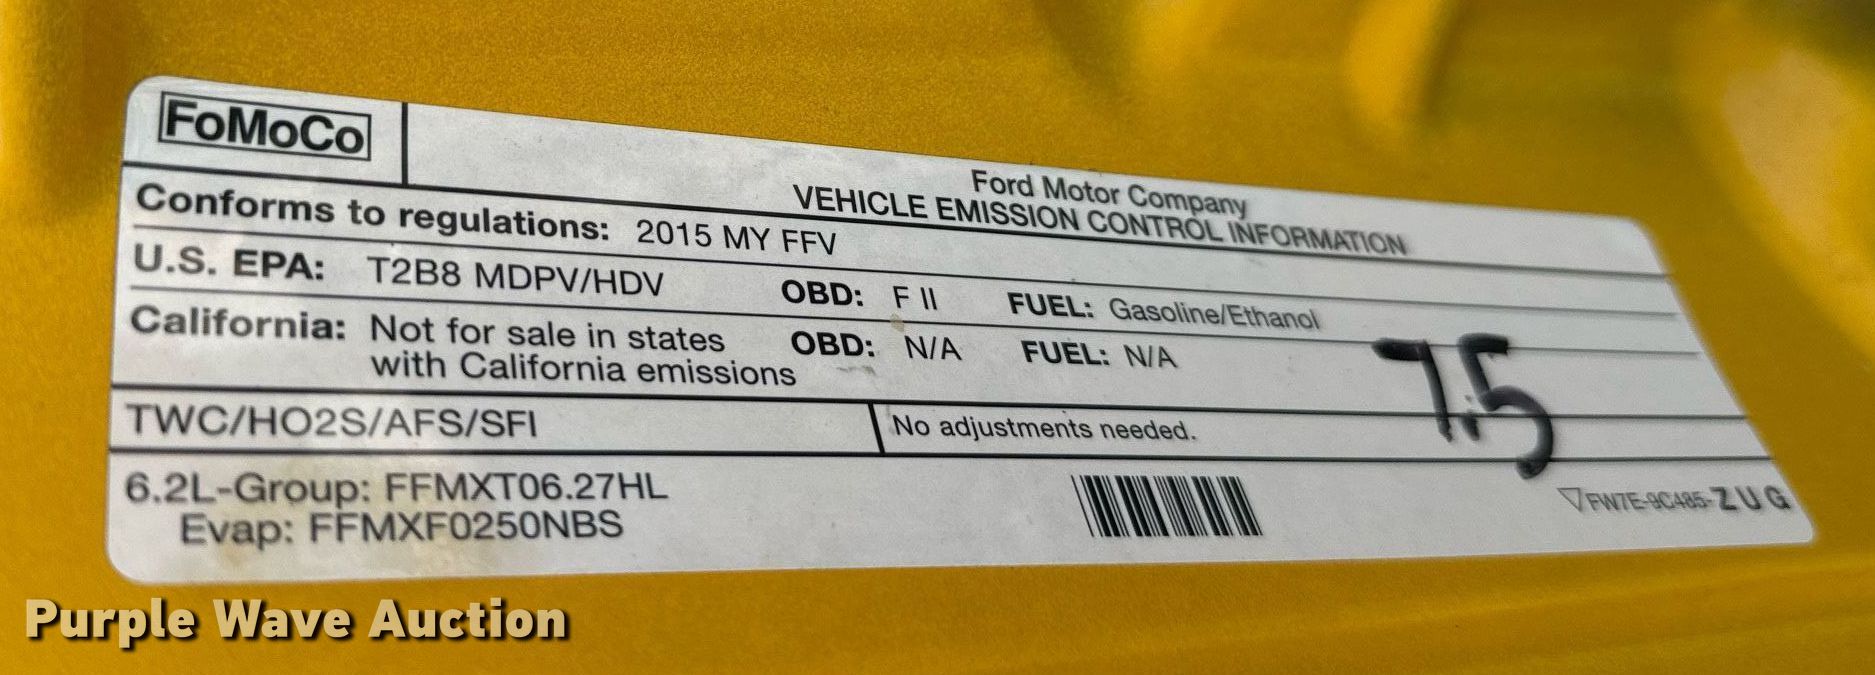 FoMoCo
Ford Motor Company
VEHICLE EMISSION CONTROL INFORMATION
Conforms to regulations: 2015 MY FFV
U.S. EPA: T2B8 MDPV/HDV OBD: F II FUEL: Gasoline/Ethanol
California: Not for sale in states OBD: N/A FUEL: N/A
with California emissions
7.5
TWC/HO2S/AFS/SFI No adjustments needed.
6.2L-Group: FFMXT06.27HL
Evap: FFMXF0250NBS
FW7E-9C485-ZUG
Purple Wave Auction